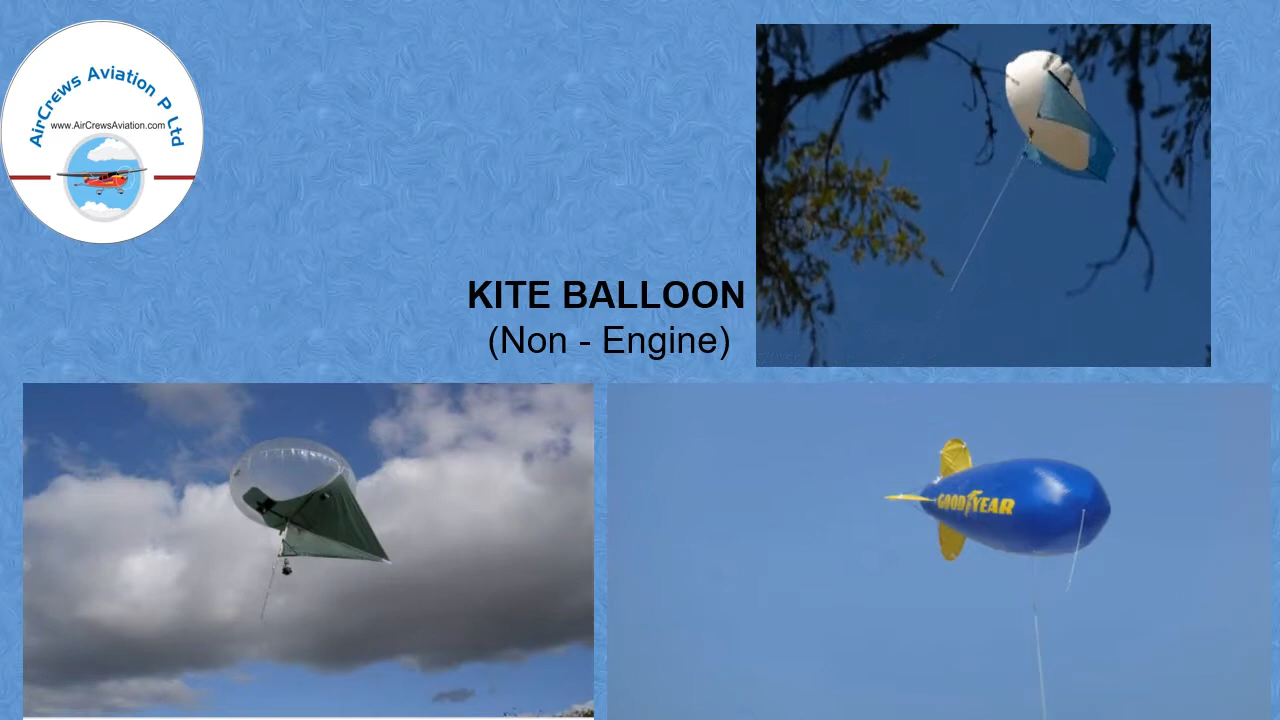 AirCrews Aviation P Ltd
www.AirCrewsAviation.com
KITE BALLOON
(Non - Engine)
GOODYEAR